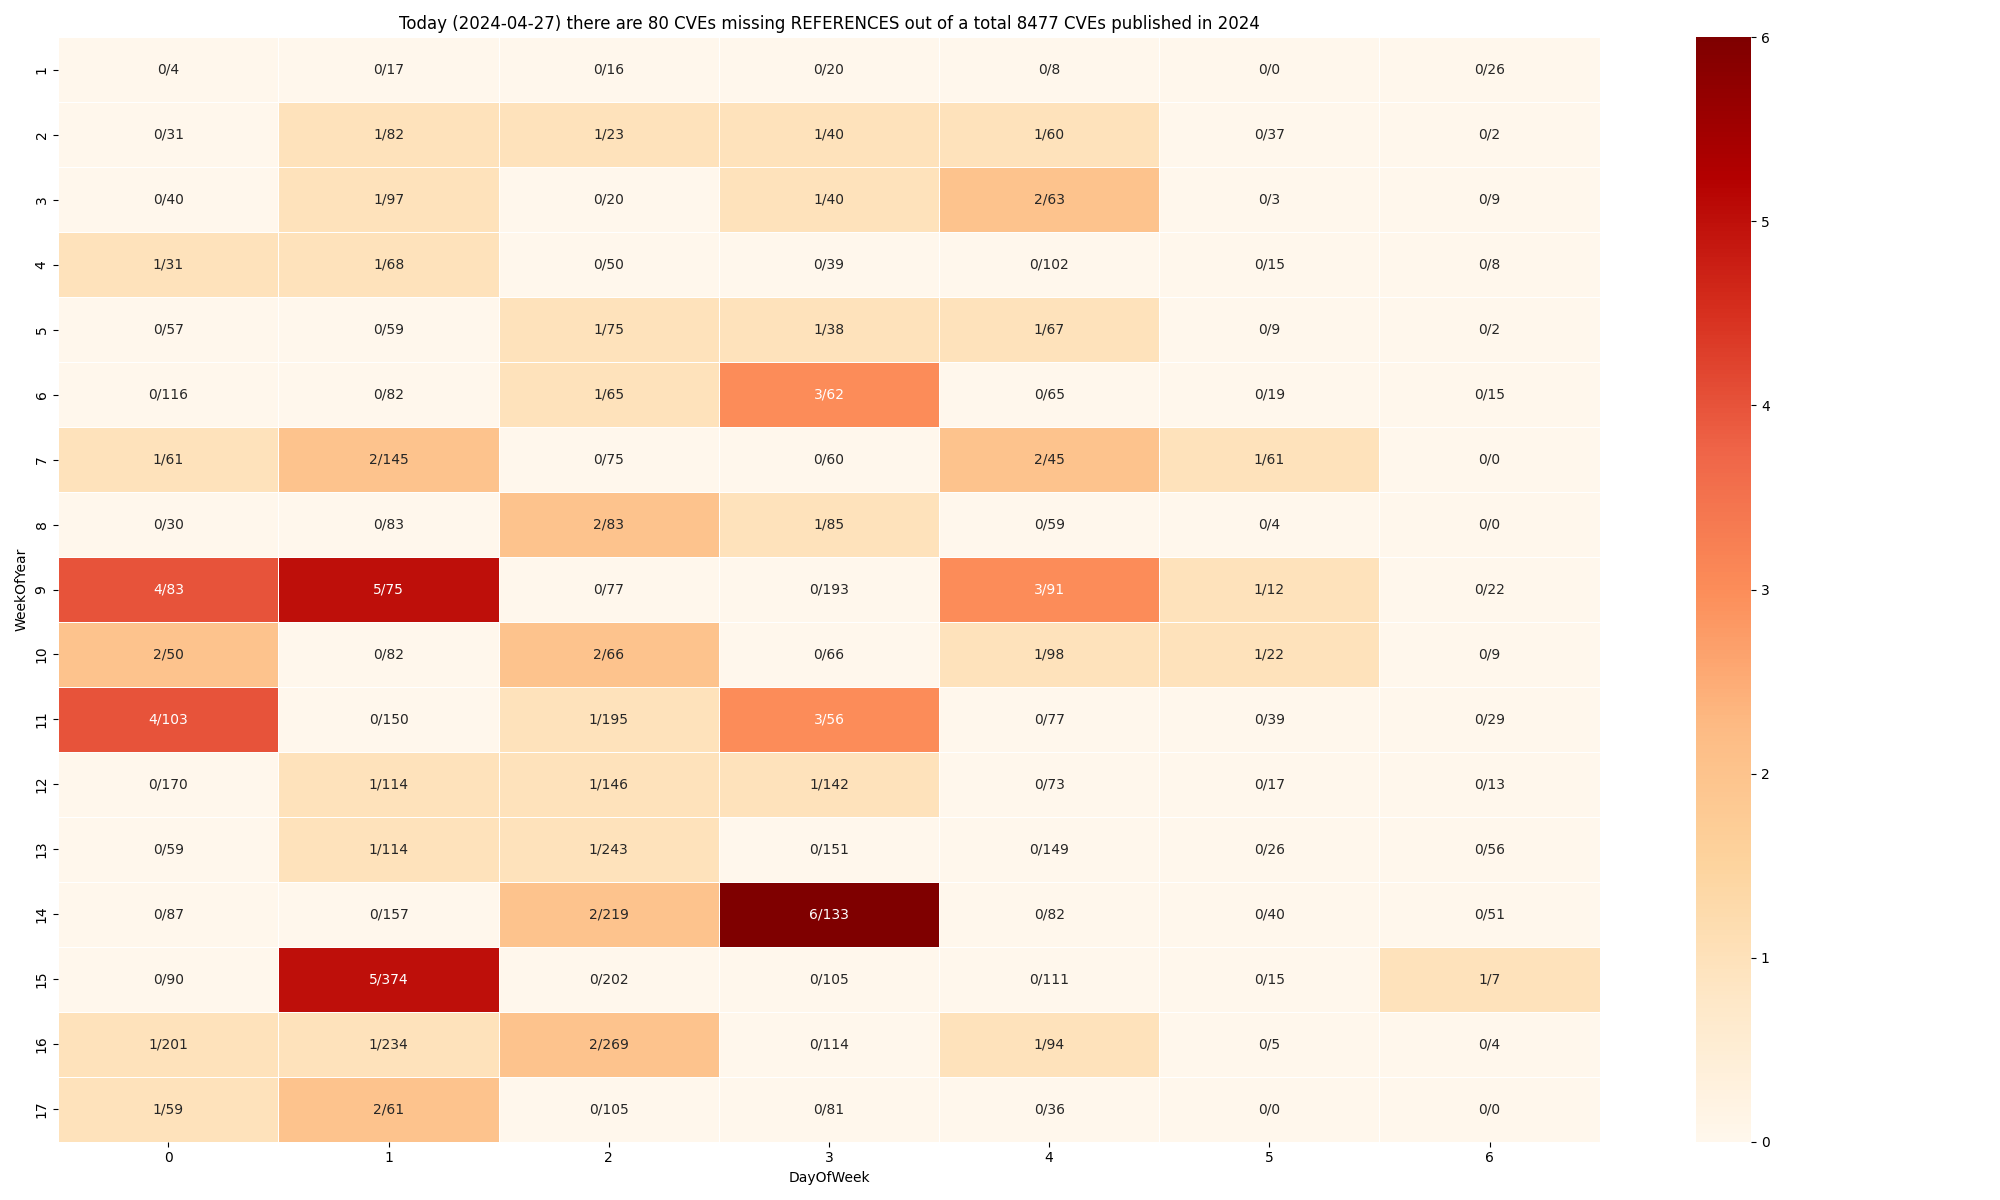 Today (2024-04-27) there are 80 CVEs missing REFERENCES out of a total 8477 CVEs published in 2024
1 0/4 0/17 0/16 0/20 0/8 0/0 0/26
2 0/31 1/82 1/23 1/40 1/60 0/37 0/2
3 0/40 1/97 0/20 1/40 2/63 0/3 0/9
4 1/31 1/68 0/50 0/39 0/102 0/15 0/8
5 0/57 0/59 1/75 1/38 1/67 0/9 0/2
6 0/116 0/82 1/65 3/62 0/65 0/19 0/15
7 1/61 2/145 0/75 0/60 2/45 1/61 0/0
8 0/30 0/83 2/83 1/85 0/59 0/4 0/0
9 4/83 5/75 0/77 0/193 3/91 1/12 0/22
10 2/50 0/82 2/66 0/66 1/98 1/22 0/9
11 4/103 0/150 1/195 3/56 0/77 0/39 0/29
12 0/170 1/114 1/146 1/142 0/73 0/17 0/13
13 0/59 1/114 1/243 0/151 0/149 0/26 0/56
14 0/87 0/157 2/219 6/133 0/82 0/40 0/51
15 0/90 5/374 0/202 0/105 0/111 0/15 1/7
16 1/201 1/234 2/269 0/114 1/94 0/5 0/4
17 1/59 2/61 0/105 0/81 0/36 0/0 0/0
0 1 2 3 4 5 6
DayOfWeek
WeekOfYear
6
5
4
3
2
1
0